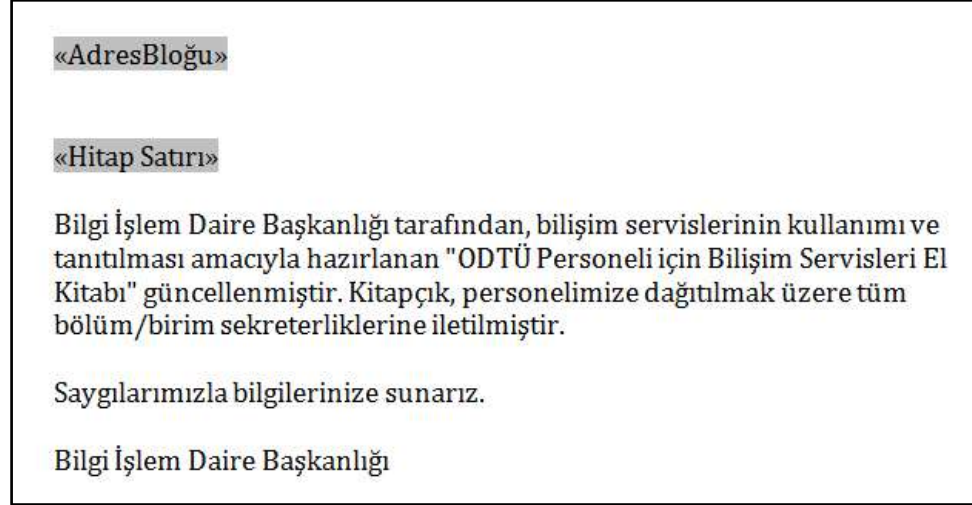 «AdresBloğu»
«Hitap Satırı»
Bilgi İşlem Daire Başkanlığı tarafından, bilişim servislerinin kullanımı ve
tanıtılması amacıyla hazırlanan "ODTÜ Personeli için Bilişim Servisleri El
Kitabı" güncellenmiştir. Kitapçık, personelimize dağıtılmak üzere tüm
bölüm/birim sekreterliklerine iletilmiştir.
Saygılarımızla bilgilerinize sunarız.
Bilgi İşlem Daire Başkanlığı